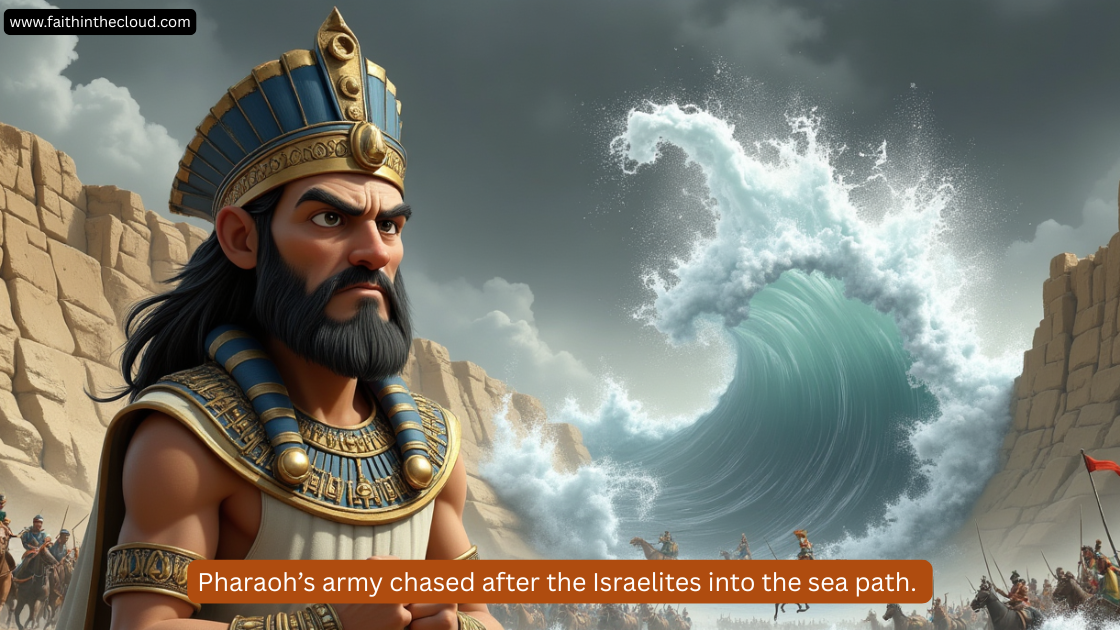 www.faithinthecloud.com
Pharaoh’s army chased after the Israelites into the sea path.